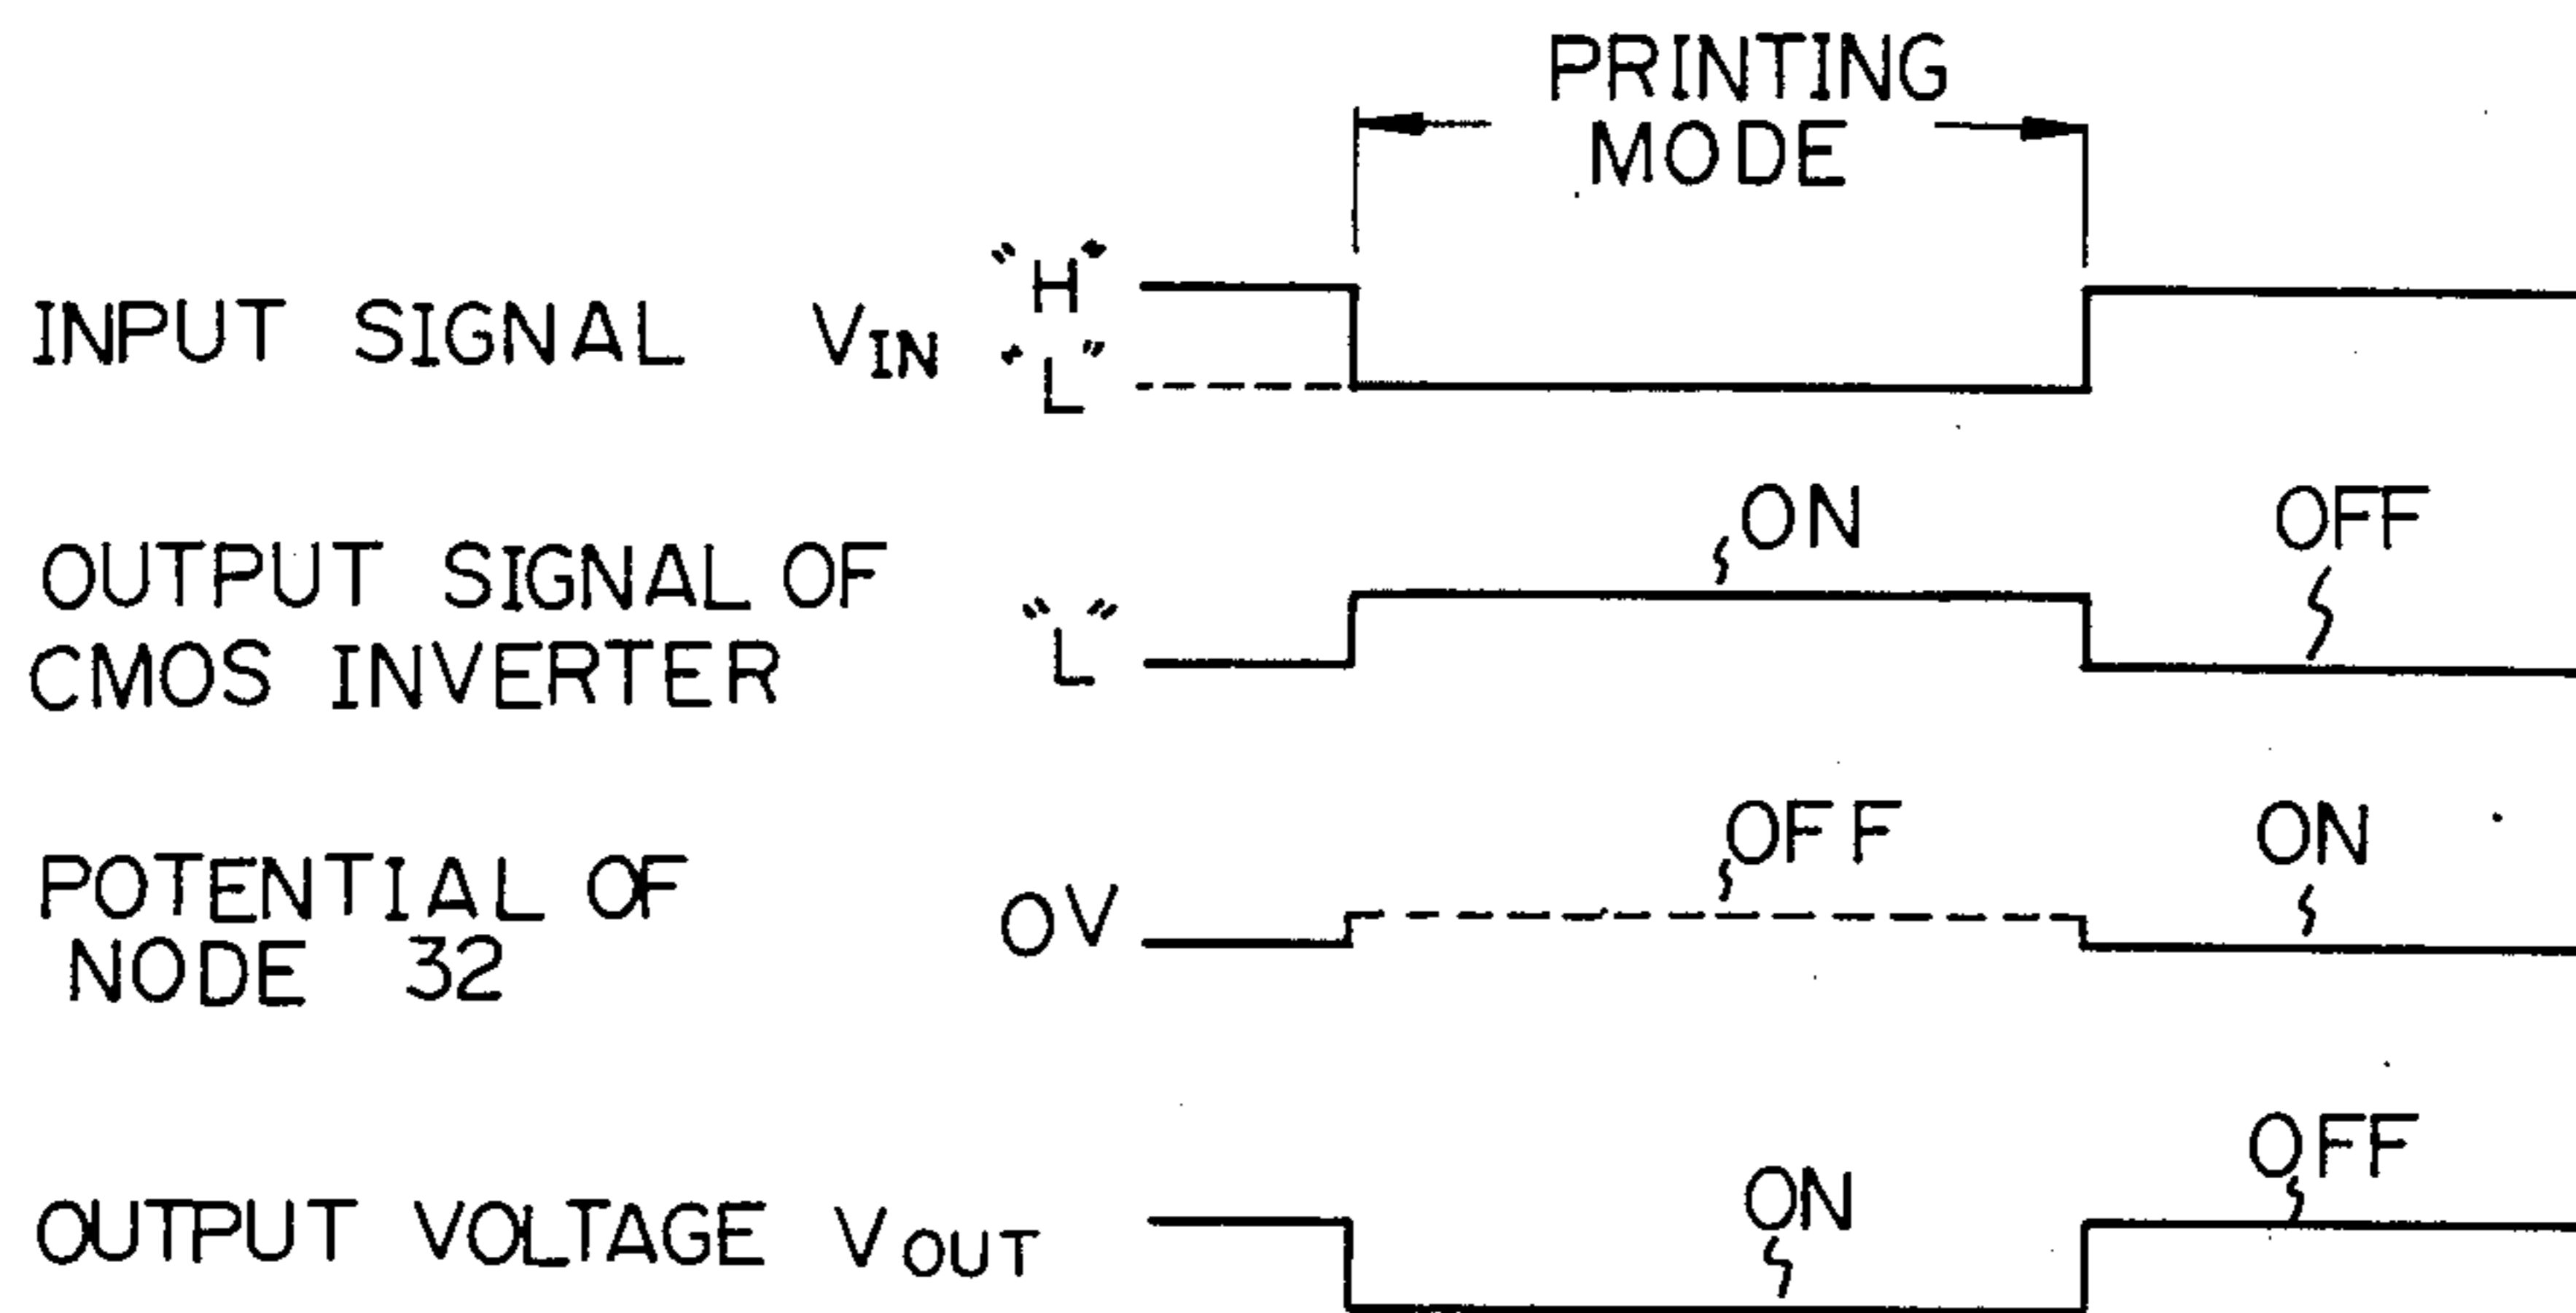 PRINTING
MODE
INPUT SIGNAL VIN "H"
"L"
ON
OFF
OUTPUT SIGNAL OF
CMOS INVERTER
"L"
OFF
ON
POTENTIAL OF
NODE 32
0V
ON
OFF
OUTPUT VOLTAGE VOUT